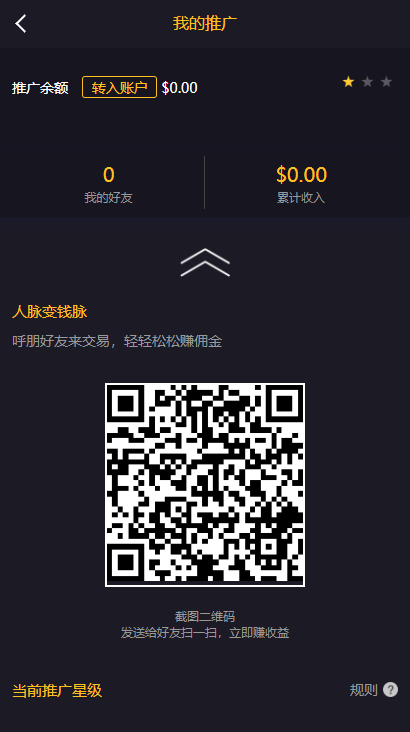 我的推广
推广余额 转入账户 $0.00
0 $0.00
我的好友 累计收入
人脉变钱脉
呼朋好友来交易，轻轻松松赚佣金
截图二维码
发送给好友扫一扫，立即赚收益
当前推广星级 规则 ?